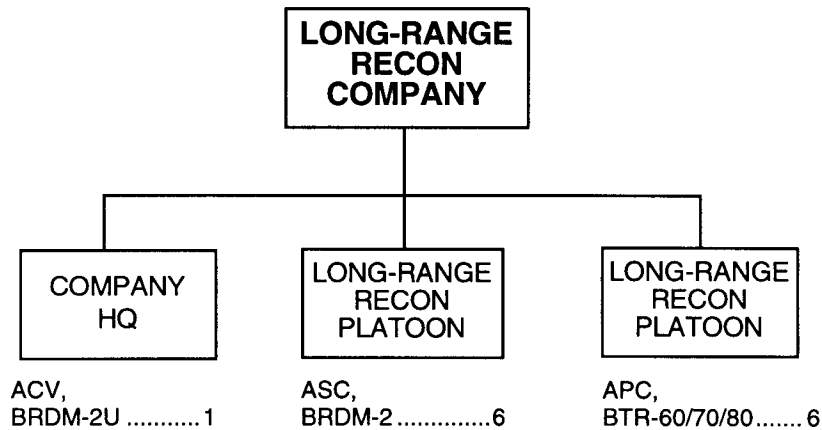 LONG-RANGE
RECON
COMPANY
COMPANY
HQ
LONG-RANGE
RECON
PLATOON
LONG-RANGE
RECON
PLATOON
ACV,
BRDM-2U ...........1
ASC,
BRDM-2 .............6
APC,
BTR-60/70/80....... 6